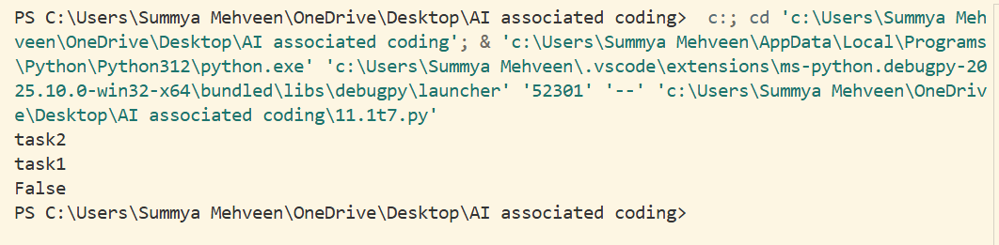 PS C:\Users\Summya Mehveen\OneDrive\Desktop\AI associated coding>  c:; cd 'c:\Users\Summya Meh
veen\OneDrive\Desktop\AI associated coding'; & 'c:\Users\Summya Mehveen\AppData\Local\Programs
\Python\Python312\python.exe' 'c:\Users\Summya Mehveen\.vscode\extensions\ms-python.debugpy-20
25.10.0-win32-x64\bundled\libs\debugpy\launcher' '52301' '--' 'c:\Users\Summya Mehveen\OneDriv
e\Desktop\AI associated coding\11.1t7.py'
task2
task1
False
PS C:\Users\Summya Mehveen\OneDrive\Desktop\AI associated coding>